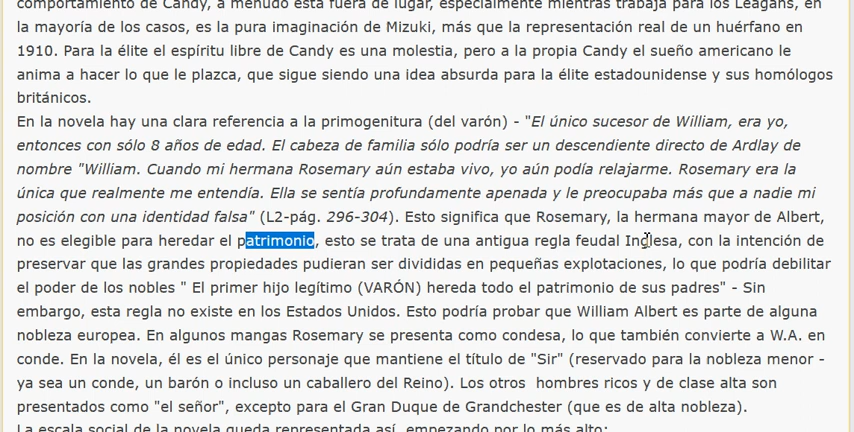 comportamiento de Candy, a menudo está fuera de lugar, especialmente mientras trabaja para los Leagans, en
la mayoría de los casos, es la pura imaginación de Mizuki, más que la representación real de un huérfano en
1910. Para la élite el espíritu libre de Candy es una molestia, pero a la propia Candy el sueño americano le
anima a hacer lo que le plazca, que sigue siendo una idea absurda para la élite estadounidense y sus homólogos
británicos.
En la novela hay una clara referencia a la primogenitura (del varón) - "El único sucesor de William, era yo,
entonces con sólo 8 años de edad. El cabeza de familia sólo podría ser un descendiente directo de Ardlay de
nombre "William. Cuando mi hermana Rosemary aún estaba vivo, yo aún podía relajarme. Rosemary era la
única que realmente me entendía. Ella se sentía profundamente apenada y le preocupaba más que a nadie mi
posición con una identidad falsa" (L2-pág. 296-304). Esto significa que Rosemary, la hermana mayor de Albert,
no es elegible para heredar el patrimonio, esto se trata de una antigua regla feudal Inglesa, con la intención de
preservar que las grandes propiedades pudieran ser divididas en pequeñas explotaciones, lo que podría debilitar
el poder de los nobles " El primer hijo legítimo (VARÓN) hereda todo el patrimonio de sus padres" - Sin
embargo, esta regla no existe en los Estados Unidos. Esto podría probar que William Albert es parte de alguna
nobleza europea. En algunos mangas Rosemary se presenta como condesa, lo que también convierte a W.A. en
conde. En la novela, él es el único personaje que mantiene el título de "Sir" (reservado para la nobleza menor -
ya sea un conde, un barón o incluso un caballero del Reino). Los otros  hombres ricos y de clase alta son
presentados como "el señor", excepto para el Gran Duque de Grandchester (que es de alta nobleza).
La escala social de la novela queda representada así, empezando por lo más alto: